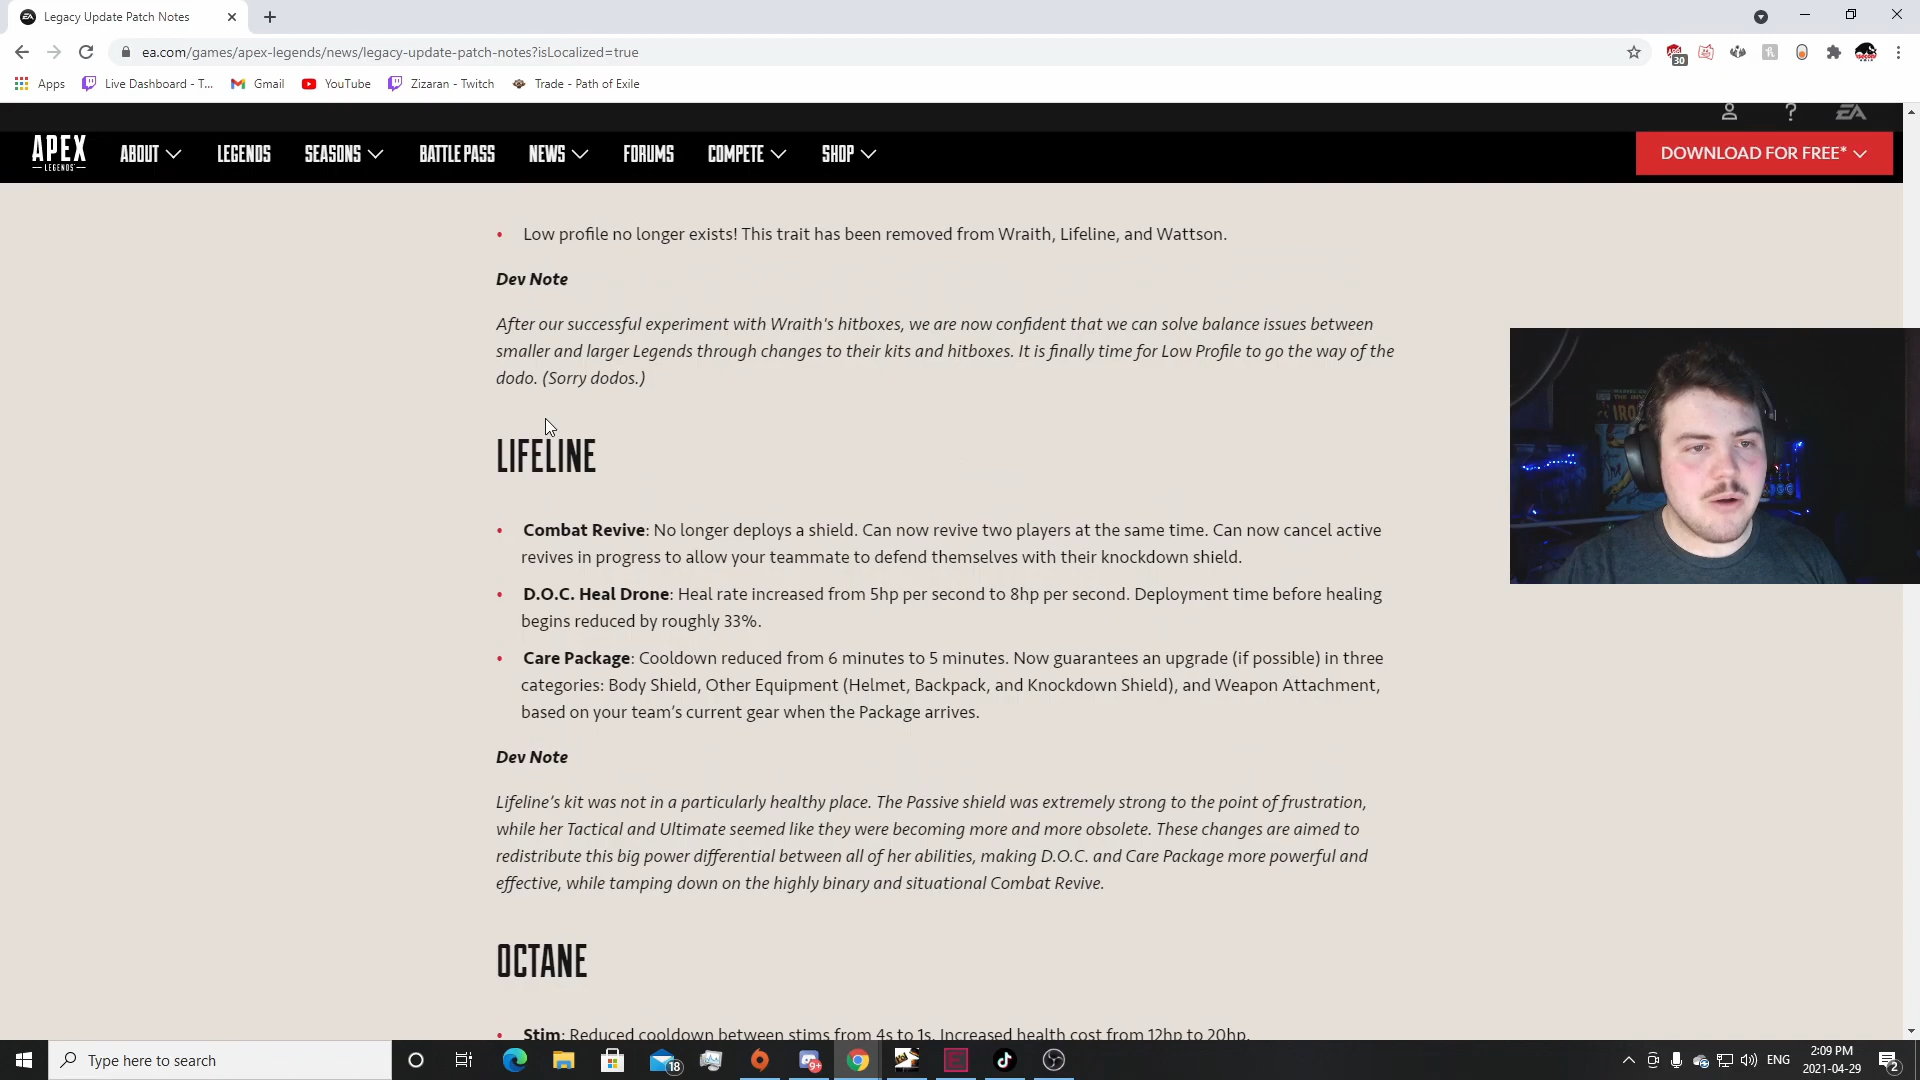 Legacy Update Patch Notes
ea.com/games/apex-legends/news/legacy-update-patch-notes?isLocalized=true
30
Apps
Live Dashboard - T...
Gmail
YouTube
Zizaran - Twitch
Trade - Path of Exile
APEX
LEGENDS
ABOUT
LEGENDS
SEASONS
BATTLE PASS
NEWS
FORUMS
COMPETE
SHOP
DOWNLOAD FOR FREE*
• Low profile no longer exists! This trait has been removed from Wraith, Lifeline, and Wattson.
Dev Note
After our successful experiment with Wraith's hitboxes, we are now confident that we can solve balance issues between
smaller and larger Legends through changes to their kits and hitboxes. It is finally time for Low Profile to go the way of the
dodo. (Sorry dodos.)
LIFELINE
• Combat Revive: No longer deploys a shield. Can now revive two players at the same time. Can now cancel active
revives in progress to allow your teammate to defend themselves with their knockdown shield.
• D.O.C. Heal Drone: Heal rate increased from 5hp per second to 8hp per second. Deployment time before healing
begins reduced by roughly 33%.
• Care Package: Cooldown reduced from 6 minutes to 5 minutes. Now guarantees an upgrade (if possible) in three
categories: Body Shield, Other Equipment (Helmet, Backpack, and Knockdown Shield), and Weapon Attachment,
based on your team’s current gear when the Package arrives.
Dev Note
Lifeline’s kit was not in a particularly healthy place. The Passive shield was extremely strong to the point of frustration,
while her Tactical and Ultimate seemed like they were becoming more and more obsolete. These changes are aimed to
redistribute this big power differential between all of her abilities, making D.O.C. and Care Package more powerful and
effective, while tamping down on the highly binary and situational Combat Revive.
OCTANE
• Stim: Reduced cooldown between stims from 4s to 1s. Increased health cost from 12hp to 20hp.
Type here to search
18
9+
ENG
2:09 PM
2021-04-29
2